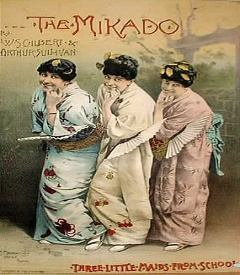 THE MIKADO
BY
W.S. GILBERT &
ARTHUR SULLIVAN
THREE LITTLE MAIDS FROM SCHOOL